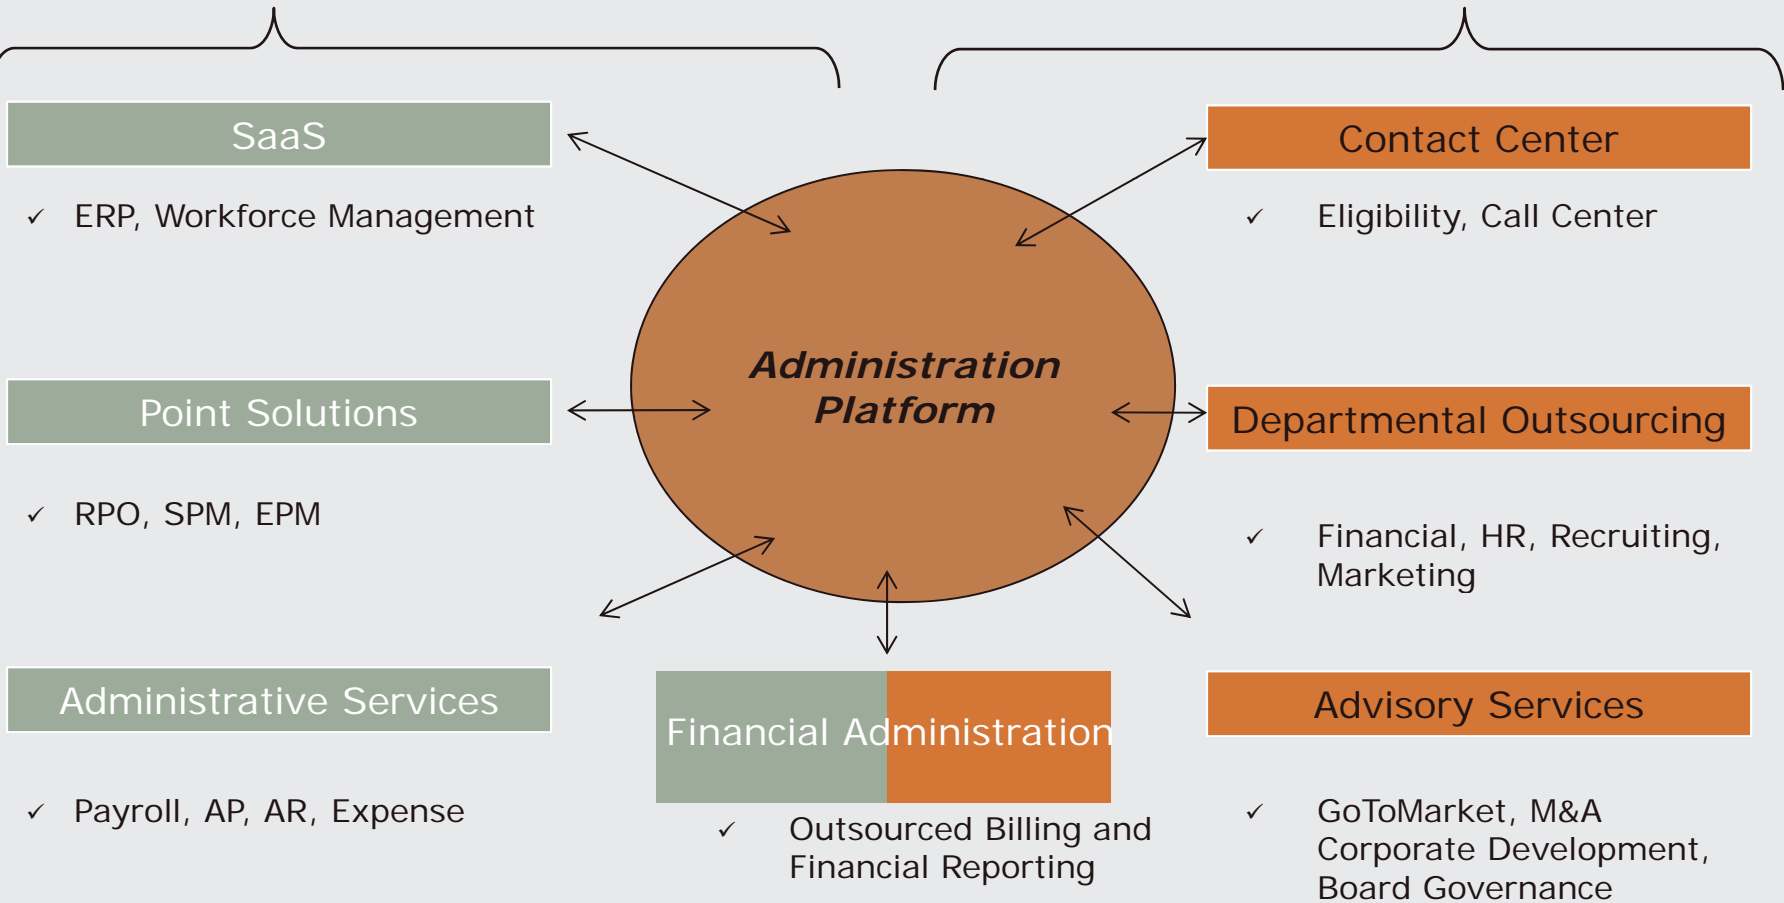 SaaS
✓ ERP, Workforce Management
Point Solutions
✓ RPO, SPM, EPM
Administrative Services
✓ Payroll, AP, AR, Expense
Administration
Platform
Financial Administration
✓ Outsourced Billing and
Financial Reporting
Contact Center
✓ Eligibility, Call Center
Departmental Outsourcing
✓ Financial, HR, Recruiting,
Marketing
Advisory Services
✓ GoToMarket, M&A
Corporate Development,
Board Governance